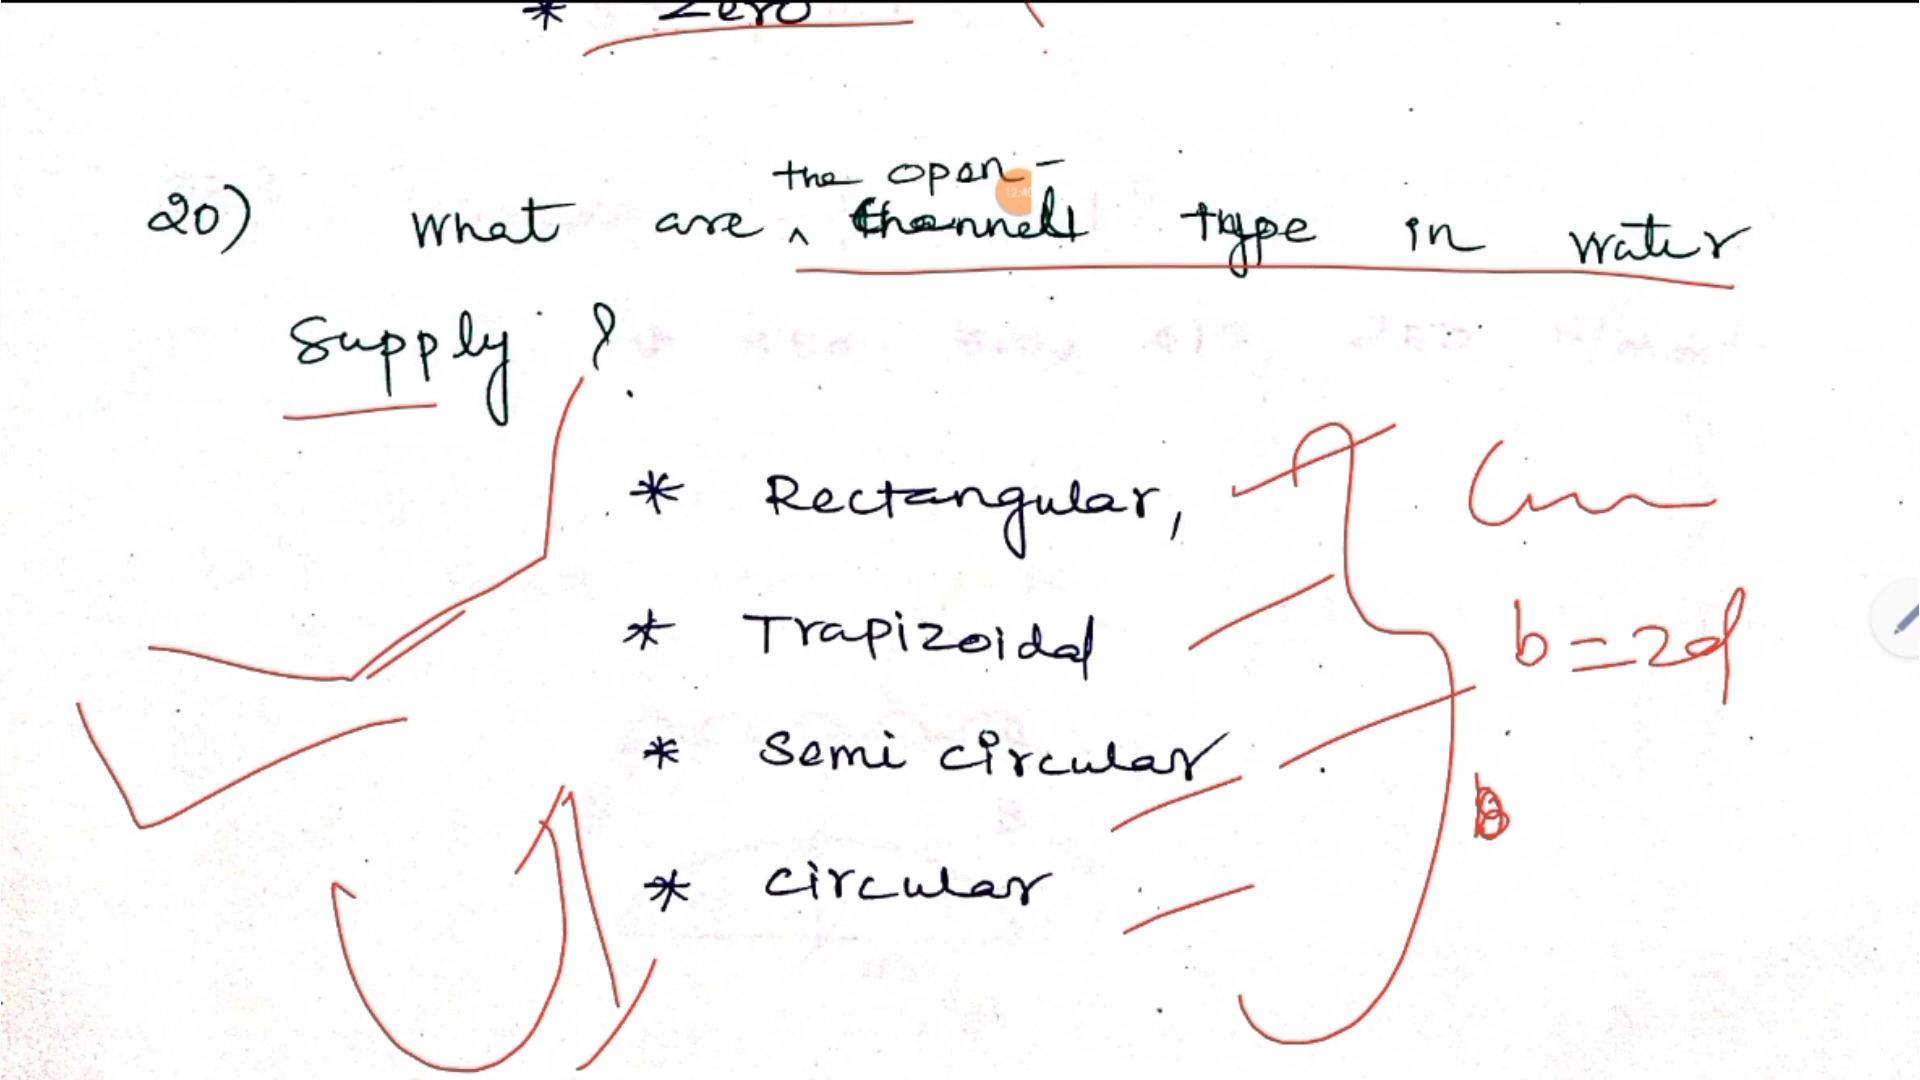 * Zero
20) What are ^ the open - channel type in water
supply ?
* Rectangular,
* Trapizoidal
b = 2d
* Semi circular
B
* circular